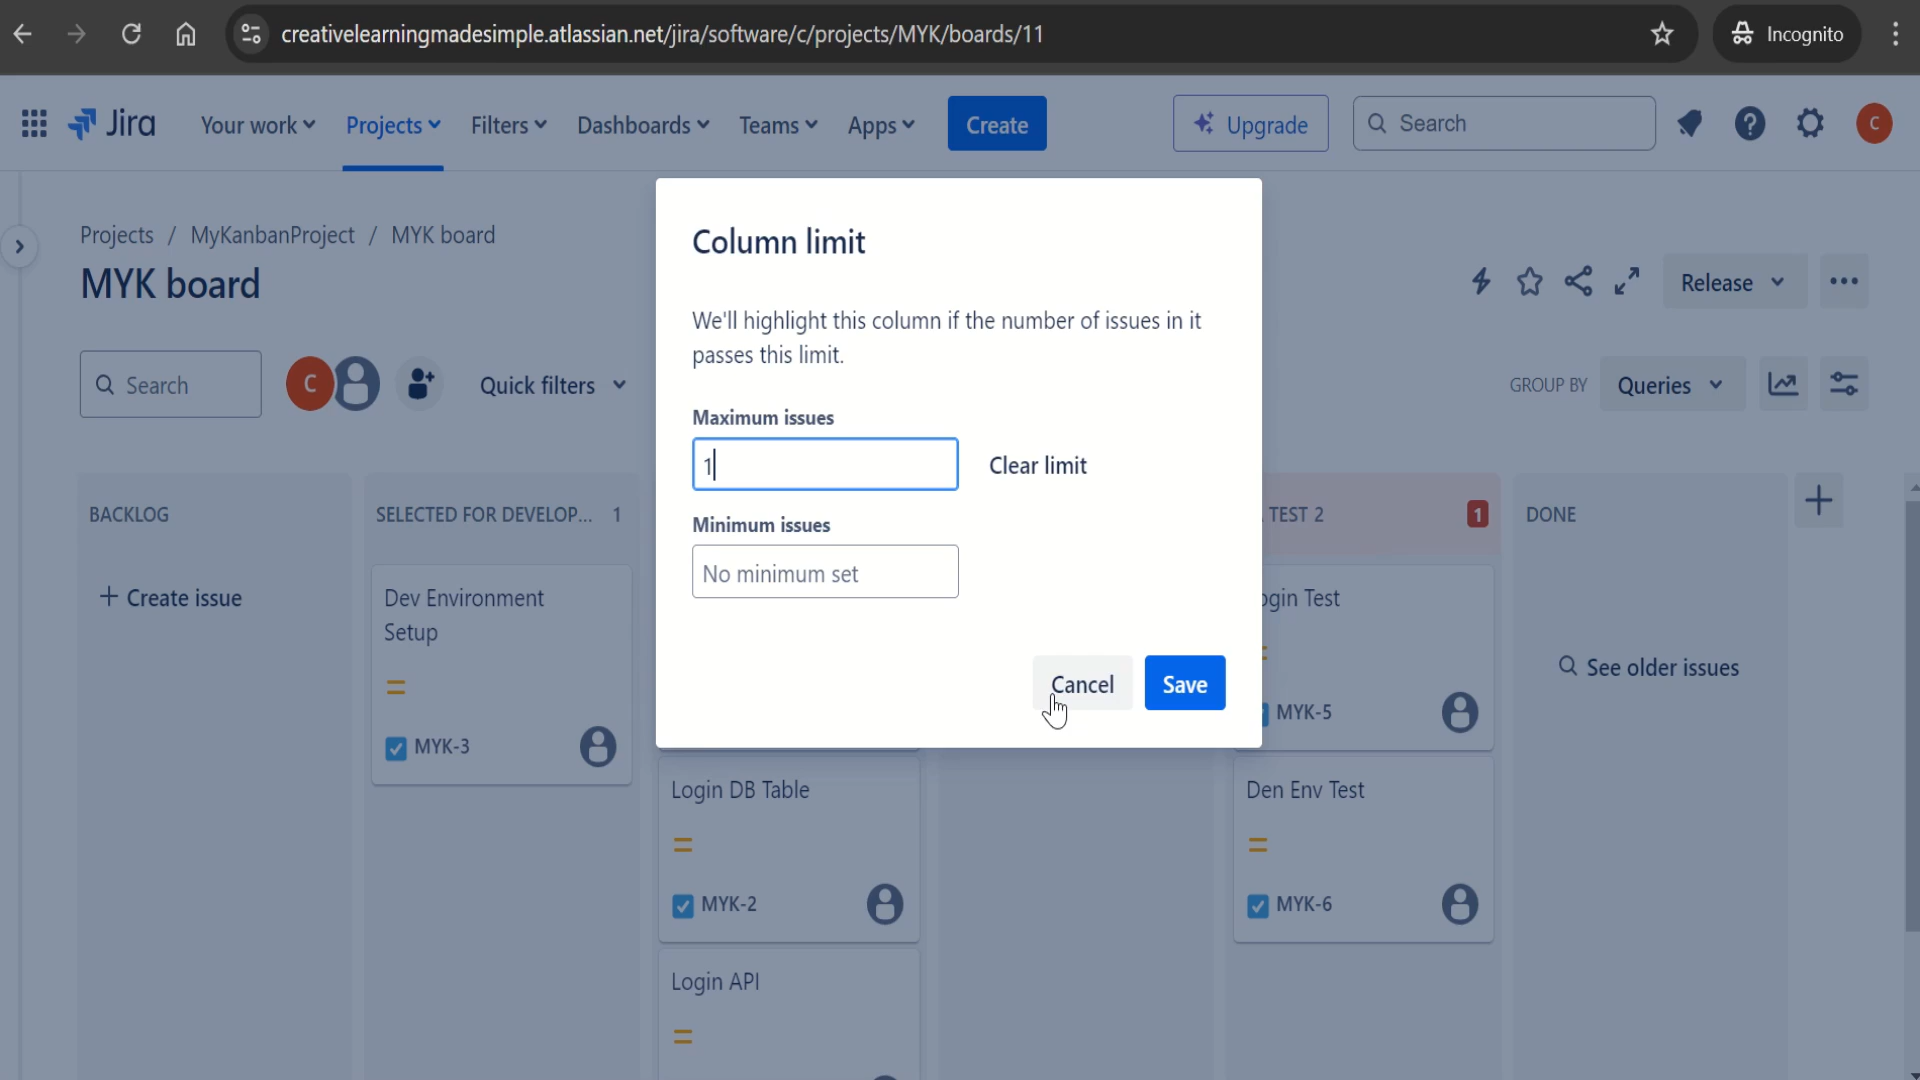 creativelearningmadesimple.atlassian.net/jira/software/c/projects/MYK/boards/11
Incognito
Jira
Your work
Projects
Filters
Dashboards
Teams
Apps
Create
Upgrade
Search
C
Projects / MyKanbanProject / MYK board
MYK board
Release
Search
C
Quick filters
GROUP BY
Queries
Column limit
We'll highlight this column if the number of issues in it
passes this limit.
Maximum issues
1
Clear limit
Minimum issues
No minimum set
Cancel
Save
BACKLOG
+ Create issue
SELECTED FOR DEVELOP... 1
Dev Environment
Setup
MYK-3
Login DB Table
MYK-2
Login API
TEST 2
1
Test
MYK-5
Den Env Test
MYK-6
DONE
See older issues